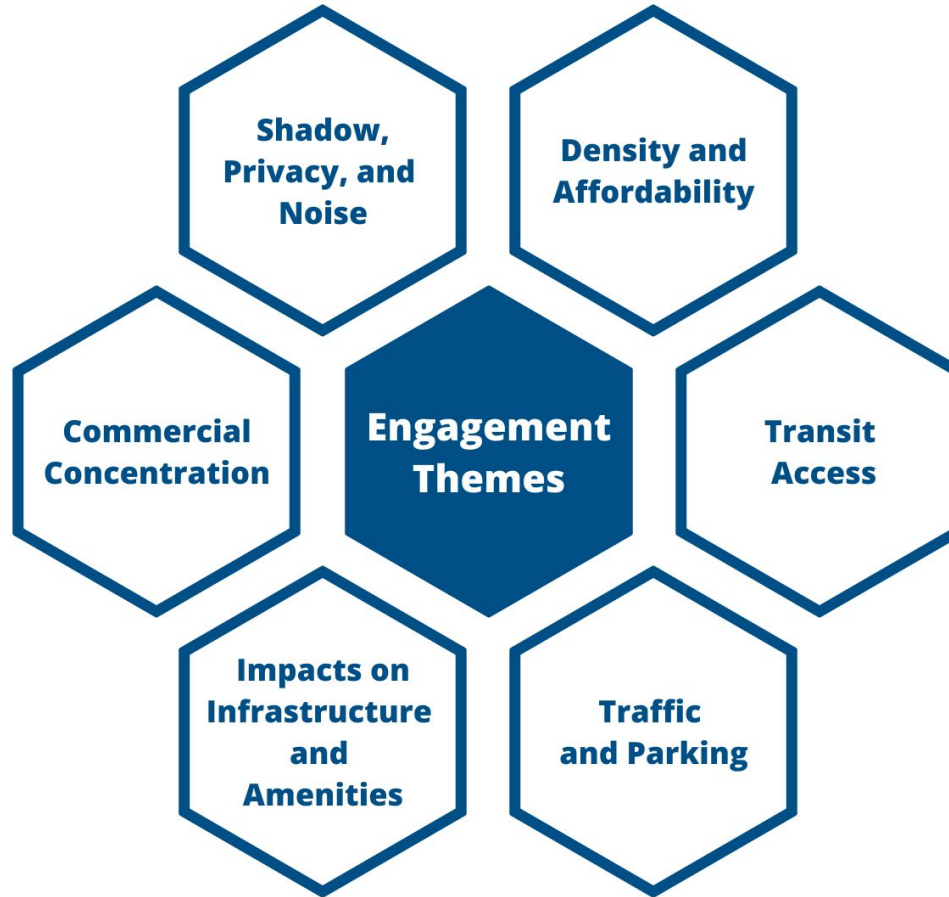 Shadow,
Privacy, and
Noise
Density and
Affordability
Commercial
Concentration
Engagement
Themes
Transit
Access
Impacts on
Infrastructure
and
Amenities
Traffic
and Parking